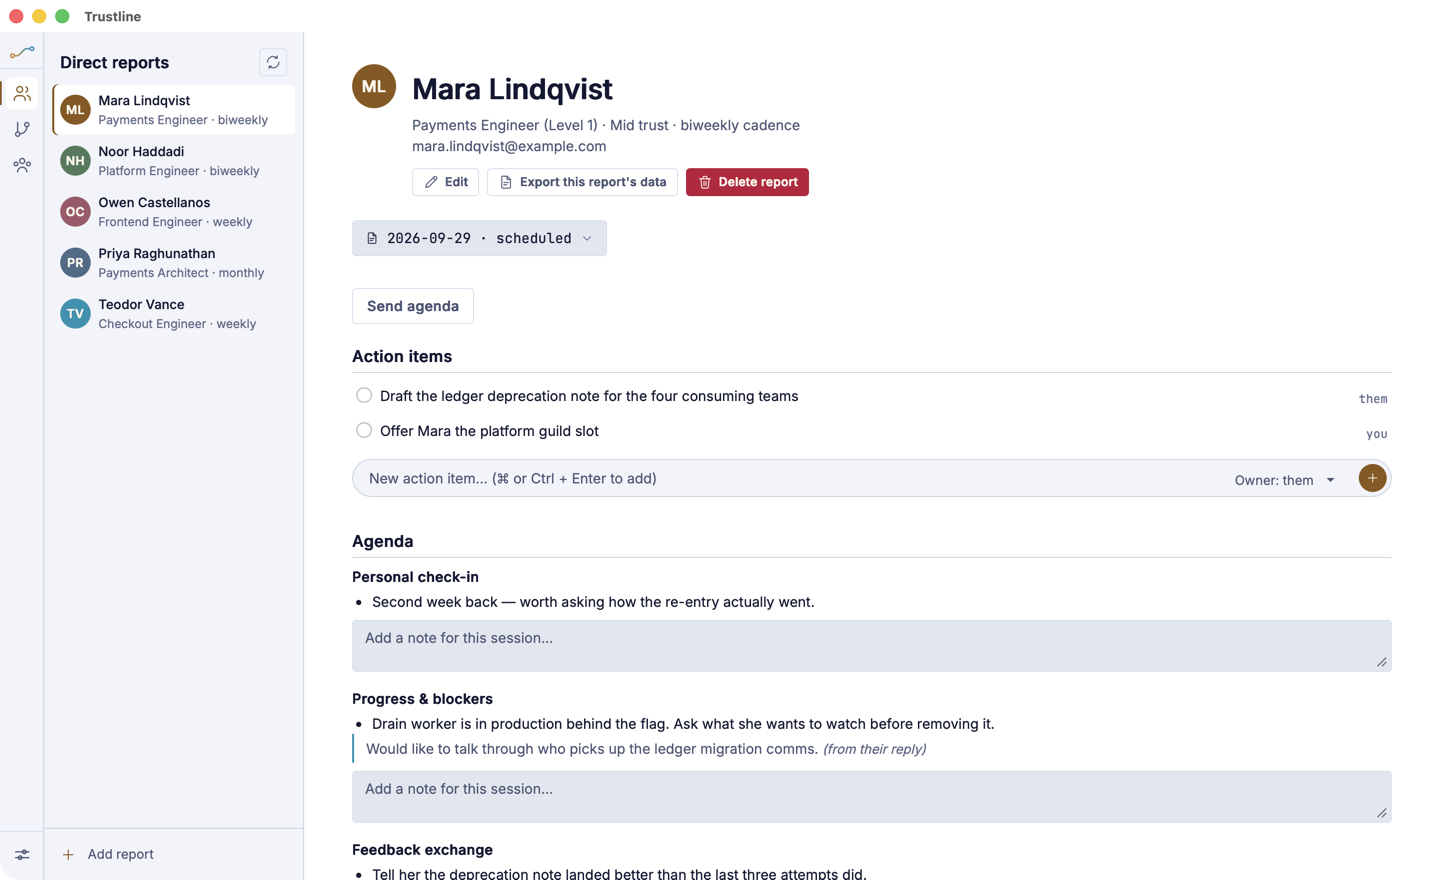 Trustline
Direct reports
ML
Mara Lindqvist
Payments Engineer · biweekly
NH
Noor Haddadi
Platform Engineer · biweekly
OC
Owen Castellanos
Frontend Engineer · weekly
PR
Priya Raghunathan
Payments Architect · monthly
TV
Teodor Vance
Checkout Engineer · weekly
Add report
ML
Mara Lindqvist
Payments Engineer (Level 1) · Mid trust · biweekly cadence
mara.lindqvist@example.com
Edit
Export this report's data
Delete report
2026-09-29 · scheduled
Send agenda
Action items
Draft the ledger deprecation note for the four consuming teams
them
Offer Mara the platform guild slot
you
New action item... (⌘ or Ctrl + Enter to add)
Owner: them
Agenda
Personal check-in
• Second week back — worth asking how the re-entry actually went.
Add a note for this session...
Progress & blockers
• Drain worker is in production behind the flag. Ask what she wants to watch before removing it.
Would like to talk through who picks up the ledger migration comms. (from their reply)
Add a note for this session...
Feedback exchange
• Tell her the deprecation note landed better than the last three attempts did.